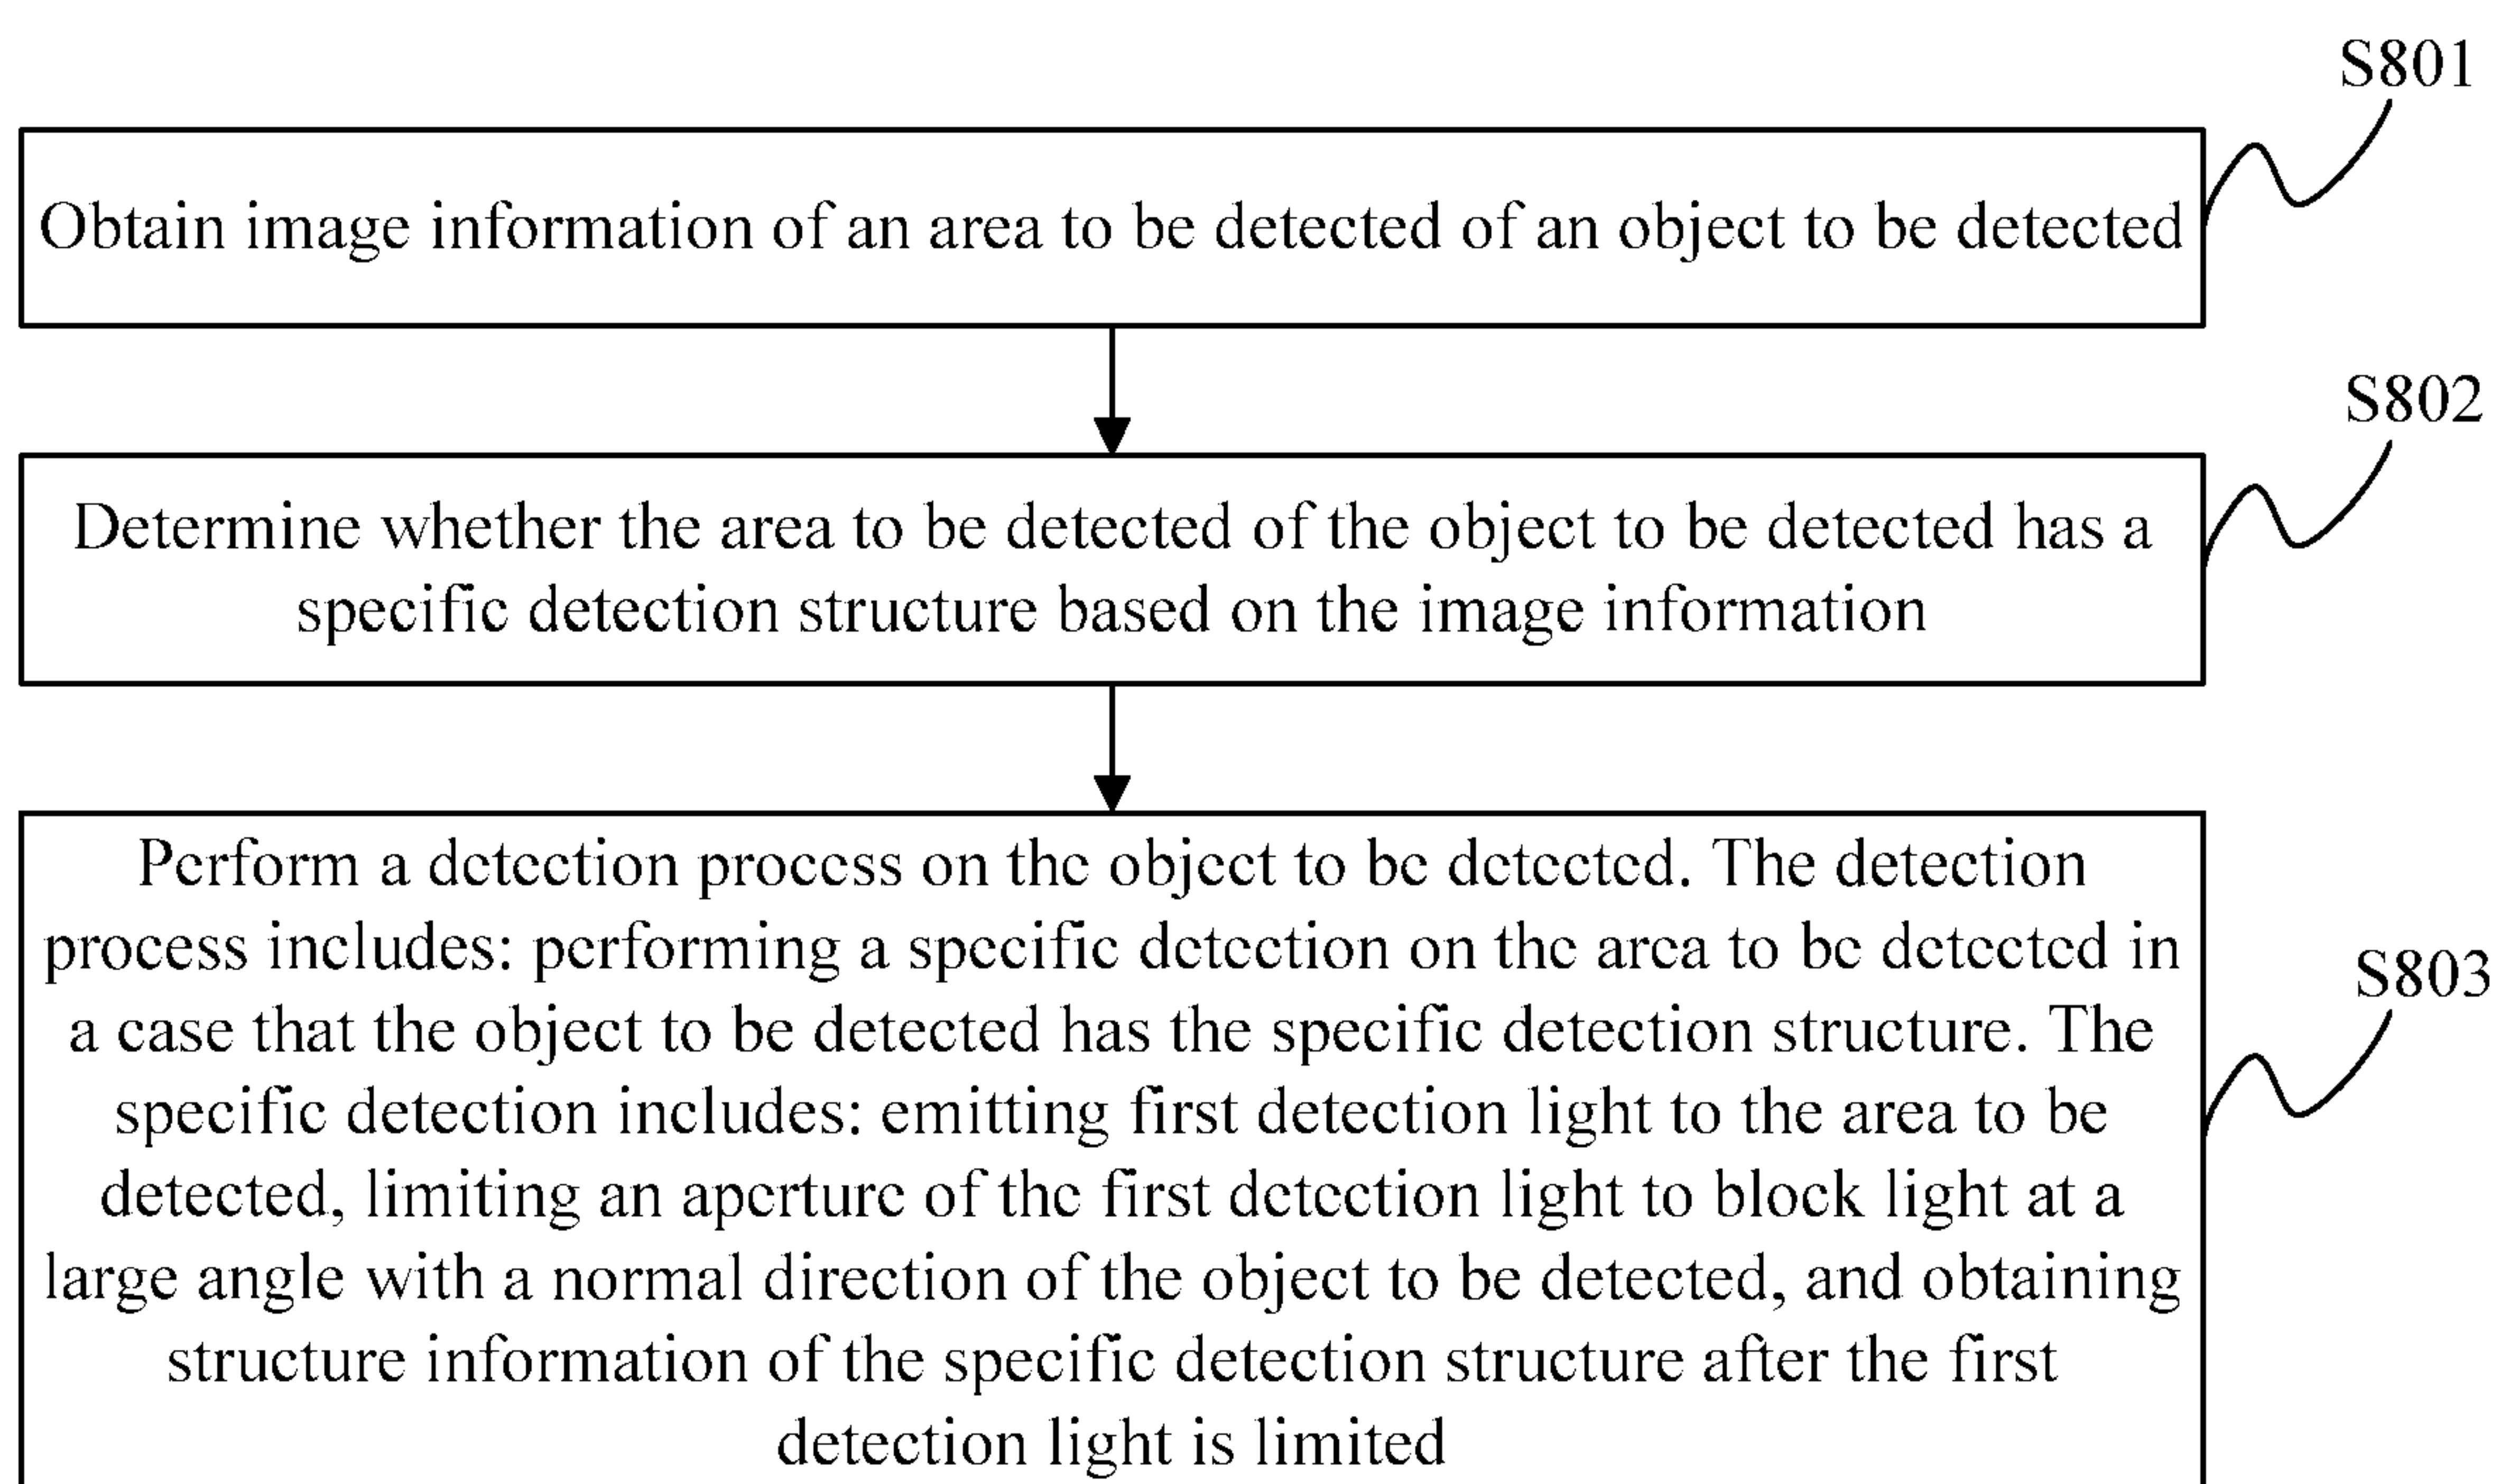 S801
Obtain image information of an area to be detected of an object to be detected
S802
Determine whether the area to be detected of the object to be detected has a
specific detection structure based on the image information
S803
Perform a detection process on the object to be detected. The detection
process includes: performing a specific detection on the area to be detected in
a case that the object to be detected has the specific detection structure. The
specific detection includes: emitting first detection light to the area to be
detected, limiting an aperture of the first detection light to block light at a
large angle with a normal direction of the object to be detected, and obtaining
structure information of the specific detection structure after the first
detection light is limited